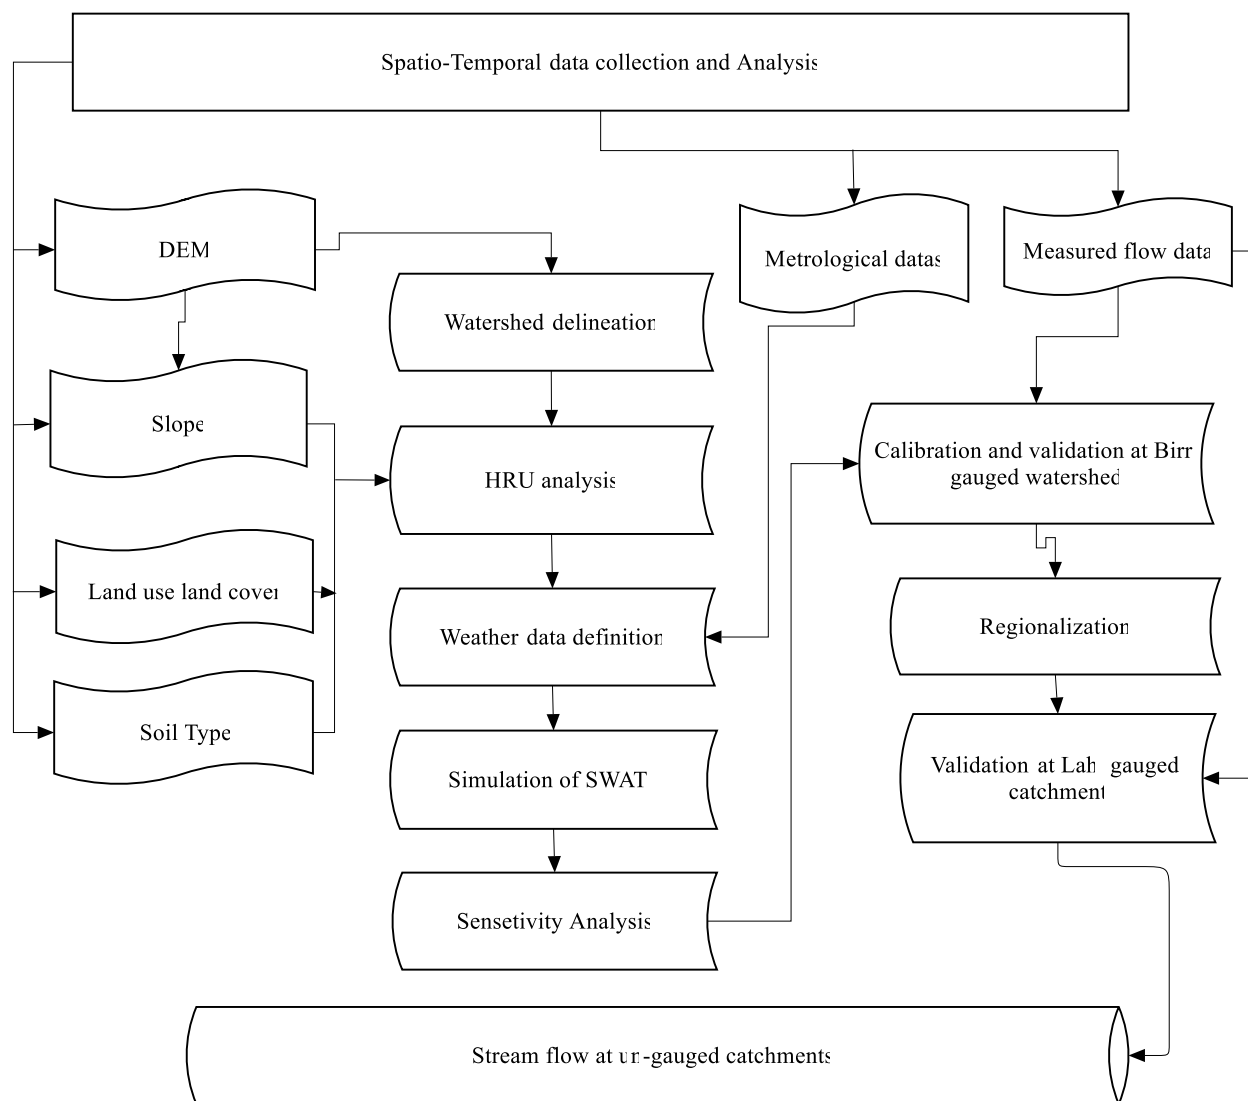 Spatio-Temporal data collection and Analysis
DEM
Metrological datas
Measured flow data
Watershed delineation
Slope
Calibration and validation at Birr
gauged watershed
HRU analysis
Land use land cover
Weather data definition
Regionalization
Soil Type
Simulation of SWAT
Validation at Lah gauged
catchment
Sensetivity Analysis
Stream flow at un-gauged catchments